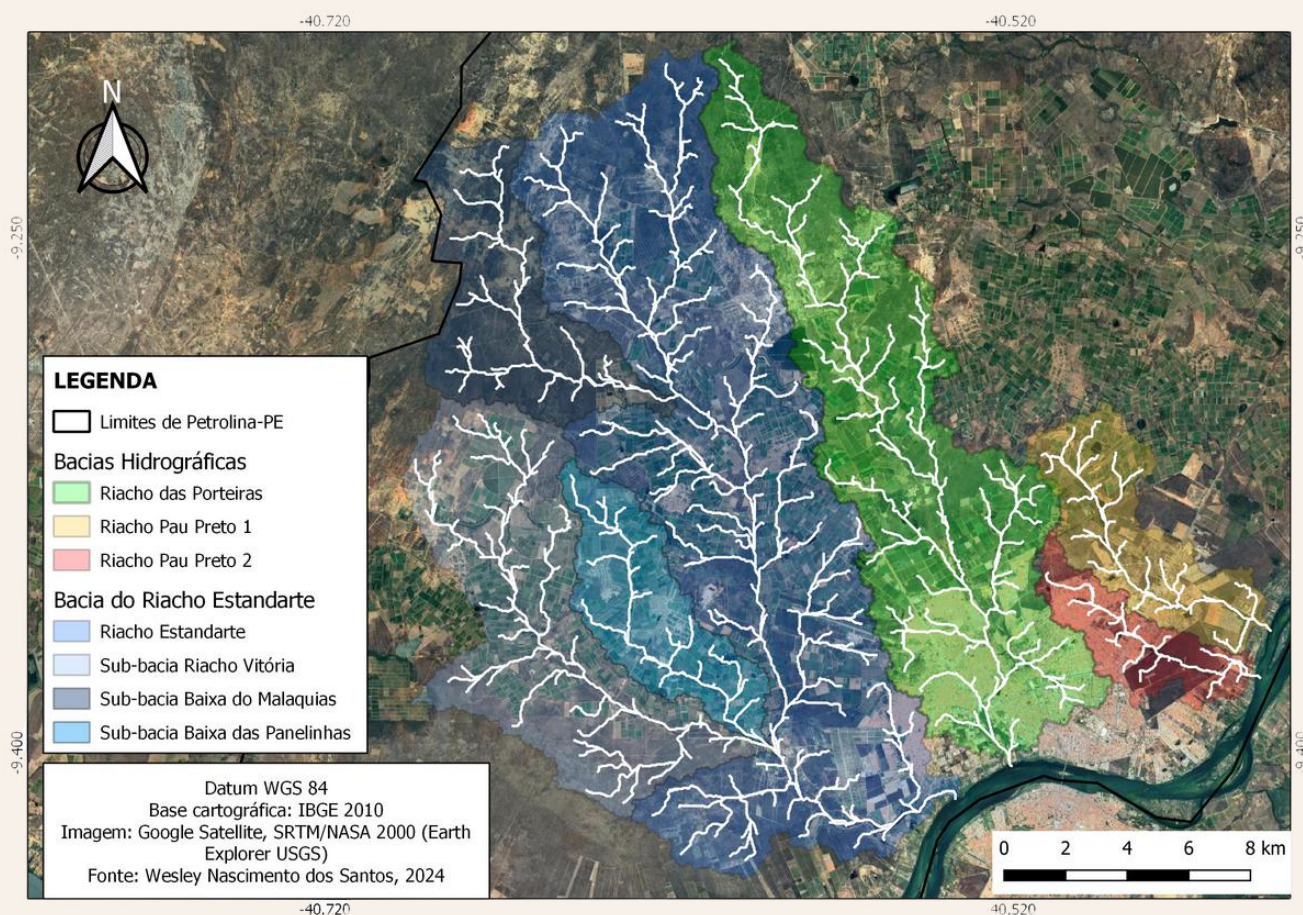 -40.720
-40.520
N
-9.250
-9.250
LEGENDA
Limites de Petrolina-PE
Bacias Hidrográficas
Riacho das Porteiras
Riacho Pau Preto 1
Riacho Pau Preto 2
Bacia do Riacho Estandarte
Riacho Estandarte
Sub-bacia Riacho Vitória
Sub-bacia Baixa do Malaquias
Sub-bacia Baixa das Panelinhas
-9.400
-9.400
Datum WGS 84
Base cartográfica: IBGE 2010
Imagem: Google Satellite, SRTM/NASA 2000 (Earth
Explorer USGS)
Fonte: Wesley Nascimento dos Santos, 2024
0 2 4 6 8 km
-40.720
-40.520